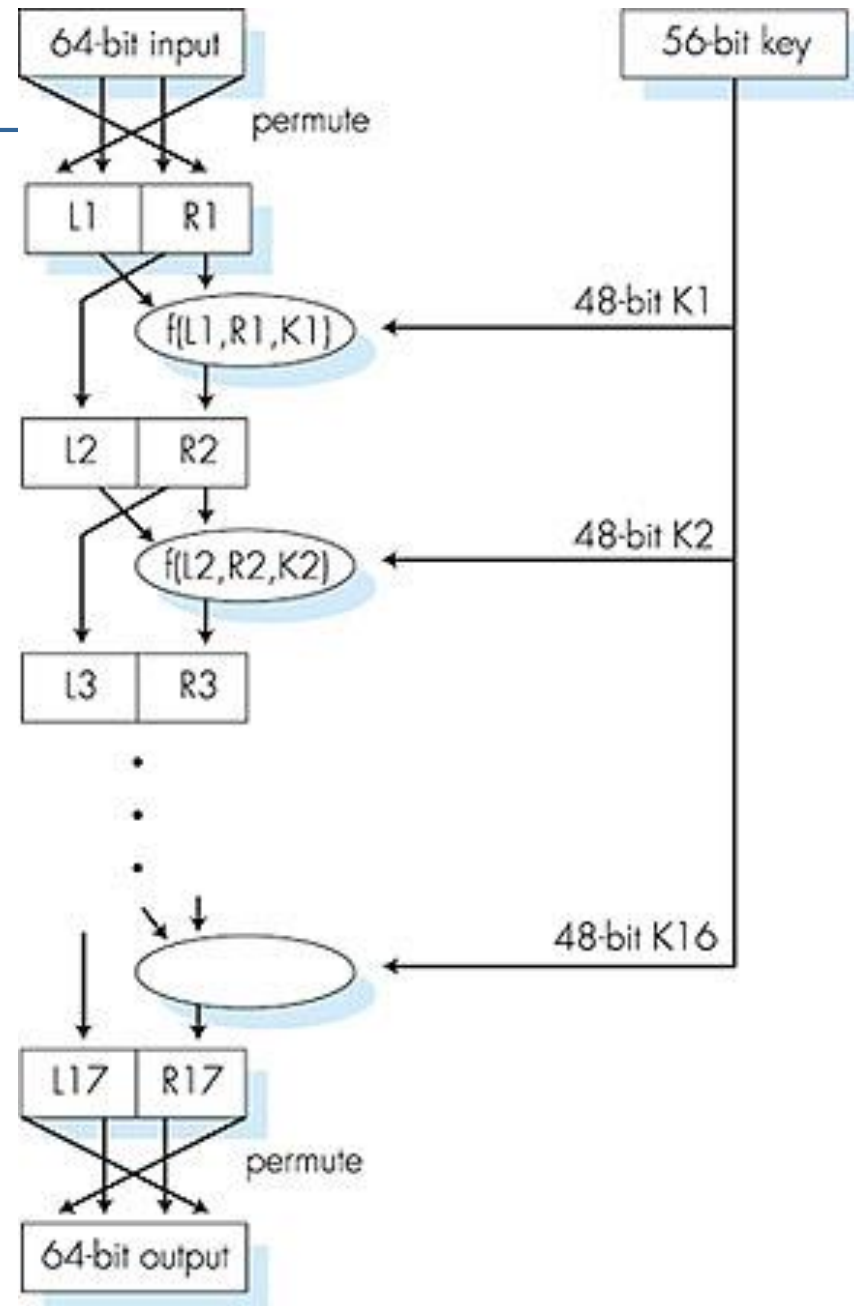 64-bit input
56-bit key
permute
L1 R1
48-bit K1
f(L1,R1,K1)
L2 R2
48-bit K2
f(L2,R2,K2)
L3 R3
48-bit K16
L17 R17
permute
64-bit output